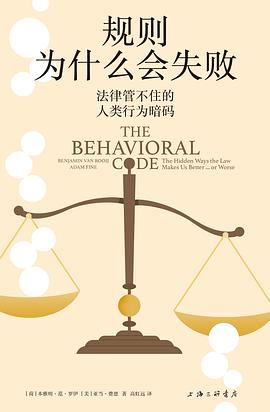 规则
为什么会失败
法律管不住的
人类行为暗码
THE
BEHAVIORAL
BENJAMIN VAN ROOIJ
ADAM FINE
CODE
The Hidden Ways the Law
Makes Us Better ... or Worse
[荷] 本雅明·范·罗伊 [美] 亚当·费恩 著 高虹远 译
上海三联书店